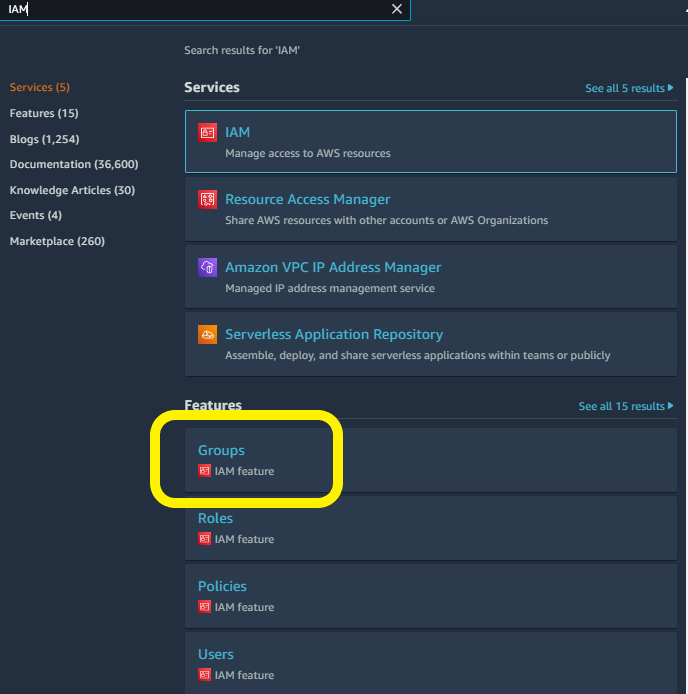 IAM
Search results for 'IAM'
Services (5)
Features (15)
Blogs (1,254)
Documentation (36,600)
Knowledge Articles (30)
Events (4)
Marketplace (260)
Services
See all 5 results
IAM
Manage access to AWS resources
Resource Access Manager
Share AWS resources with other accounts or AWS Organizations
Amazon VPC IP Address Manager
Managed IP address management service
Serverless Application Repository
Assemble, deploy, and share serverless applications within teams or publicly
Features
See all 15 results
Groups
IAM feature
Roles
IAM feature
Policies
IAM feature
Users
IAM feature